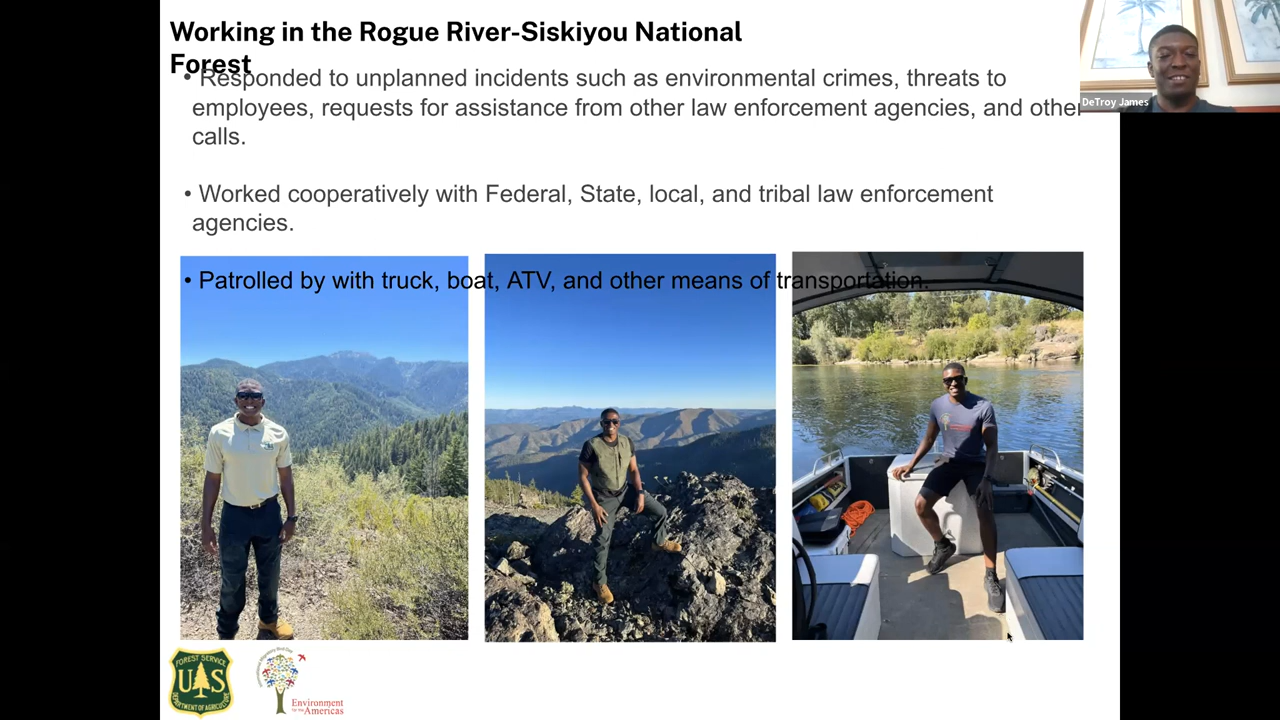 Working in the Rogue River-Siskiyou National
Forest
• Responded to unplanned incidents such as environmental crimes, threats to
employees, requests for assistance from other law enforcement agencies, and other
calls.
• Worked cooperatively with Federal, State, local, and tribal law enforcement
agencies.
• Patrolled by with truck, boat, ATV, and other means of transportation.
DeTroy James
FOREST SERVICE
U S
DEPARTMENT OF AGRICULTURE
Environment
for the Americas